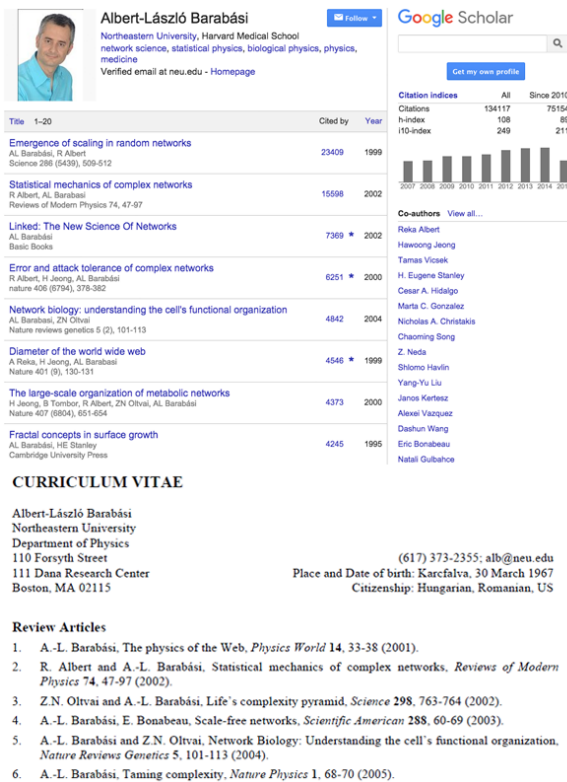 Albert-László Barabási
Follow
Northeastern University, Harvard Medical School
network science, statistical physics, biological physics, physics,
medicine
Verified email at neu.edu - Homepage
Google Scholar
Get my own profile
Title 1–20 Cited by Year
Emergence of scaling in random networks 23409 1999
AL Barabási, R Albert
Science 286 (5439), 509-512
Statistical mechanics of complex networks 15598 2002
R Albert, AL Barabasi
Reviews of Modern Physics 74, 47-97
Linked: The New Science Of Networks 7369 * 2002
AL Barabási
Basic Books
Error and attack tolerance of complex networks 6251 * 2000
R Albert, H Jeong, AL Barabási
nature 406 (6794), 378-382
Network biology: understanding the cell's functional organization 4842 2004
AL Barabasi, ZN Oltvai
Nature reviews genetics 5 (2), 101-113
Diameter of the world wide web 4546 * 1999
A Reka, H Jeong, AL Barabasi
Nature 401 (9), 130-131
The large-scale organization of metabolic networks 4373 2000
H Jeong, B Tombor, R Albert, ZN Oltvai, AL Barabási
Nature 407 (6804), 651-654
Fractal concepts in surface growth 4245 1995
AL Barabási, HE Stanley
Cambridge University Press
Citation indices All Since 2010
Citations 134117 75154
h-index 108 89
i10-index 249 211
2007 2008 2009 2010 2011 2012 2013 2014
Co-authors View all…
Reka Albert
Hawoong Jeong
Tamas Vicsek
H. Eugene Stanley
Cesar A. Hidalgo
Marta C. Gonzalez
Nicholas A. Christakis
Chaoming Song
Z. Neda
Shlomo Havlin
Yang-Yu Liu
Janos Kertesz
Alexei Vazquez
Dashun Wang
Eric Bonabeau
Natali Gulbahce
CURRICULUM VITAE
Albert-László Barabási
Northeastern University
Department of Physics
110 Forsyth Street (617) 373-2355; alb@neu.edu
111 Dana Research Center Place and Date of birth: Karcfalva, 30 March 1967
Boston, MA 02115 Citizenship: Hungarian, Romanian, US
Review Articles
1. A.-L. Barabási, The physics of the Web, Physics World 14, 33-38 (2001).
2. R. Albert and A.-L. Barabási, Statistical mechanics of complex networks, Reviews of Modern
Physics 74, 47-97 (2002).
3. Z.N. Oltvai and A.-L. Barabási, Life`s complexity pyramid, Science 298, 763-764 (2002).
4. A.-L. Barabási, E. Bonabeau, Scale-free networks, Scientific American 288, 60-69 (2003).
5. A.-L. Barabási and Z.N. Oltvai, Network Biology: Understanding the cell`s functional organization,
Nature Reviews Genetics 5, 101-113 (2004).
6. A.-L. Barabási, Taming complexity, Nature Physics 1, 68-70 (2005).